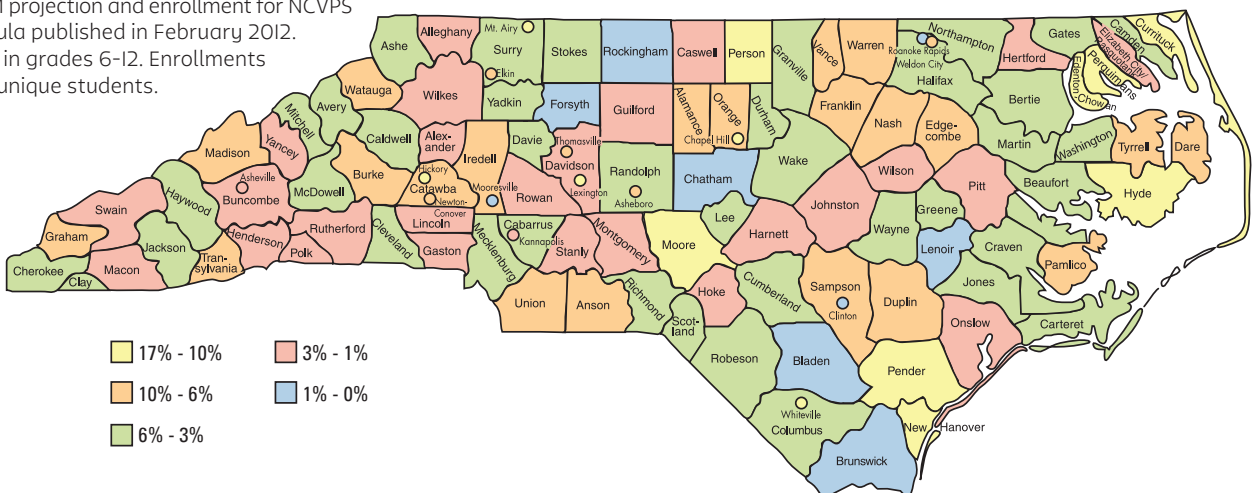 M projection and enrollment for NCVPS
ula published in February 2012.
in grades 6-12. Enrollments
unique students.
Ashe
Alleghany
Mt. Airy
Surry
Stokes
Rockingham
Caswell
Person
Granville
Vance
Warren
Northampton
Roanoke Rapids
Weldon City
Halifax
Hertford
Gates
Camden
Elizabeth City/
Pasquotank
Currituck
Perquimans
Edenton/
Chowan
Watauga
Wilkes
Elkin
Yadkin
Forsyth
Guilford
Alamance
Orange
Chapel Hill
Durham
Franklin
Nash
Edge-
combe
Bertie
Martin
Washington
Tyrrell
Dare
Mitchell
Avery
Caldwell
Alex-
ander
Iredell
Davie
Thomasville
Davidson
Lexington
Randolph
Asheboro
Chatham
Wake
Wilson
Pitt
Beaufort
Hyde
Madison
Yancey
Burke
Hickory
Catawba
Newton-
Conover
Mooresville
Rowan
Johnston
Greene
Asheville
Buncombe
McDowell
Swain
Haywood
Rutherford
Lincoln
Cabarrus
Kannapolis
Stanly
Montgomery
Moore
Lee
Harnett
Wayne
Lenoir
Craven
Pamlico
Graham
Jackson
Henderson
Polk
Cleveland
Gaston
Mecklenburg
Tran-
sylvania
Cherokee
Clay
Macon
Union
Anson
Richmond
Scot-
land
Hoke
Cumberland
Sampson
Clinton
Duplin
Jones
Onslow
Carteret
Robeson
Bladen
Pender
Whiteville
Columbus
New Hanover
Brunswick
17% - 10%
3% - 1%
10% - 6%
1% - 0%
6% - 3%